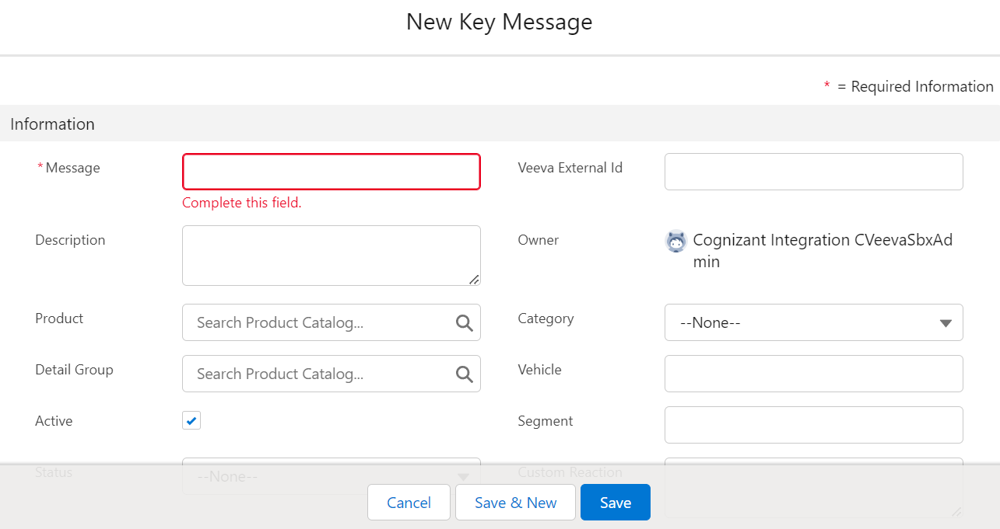 New Key Message
* = Required Information
Information
*Message
Complete this field.
Veeva External Id
Description
Owner
Cognizant Integration CVeevaSbxAd
min
Product
Search Product Catalog...
Category
--None--
Detail Group
Search Product Catalog...
Vehicle
Active
Segment
Status
--None--
Custom Reaction
Cancel
Save & New
Save